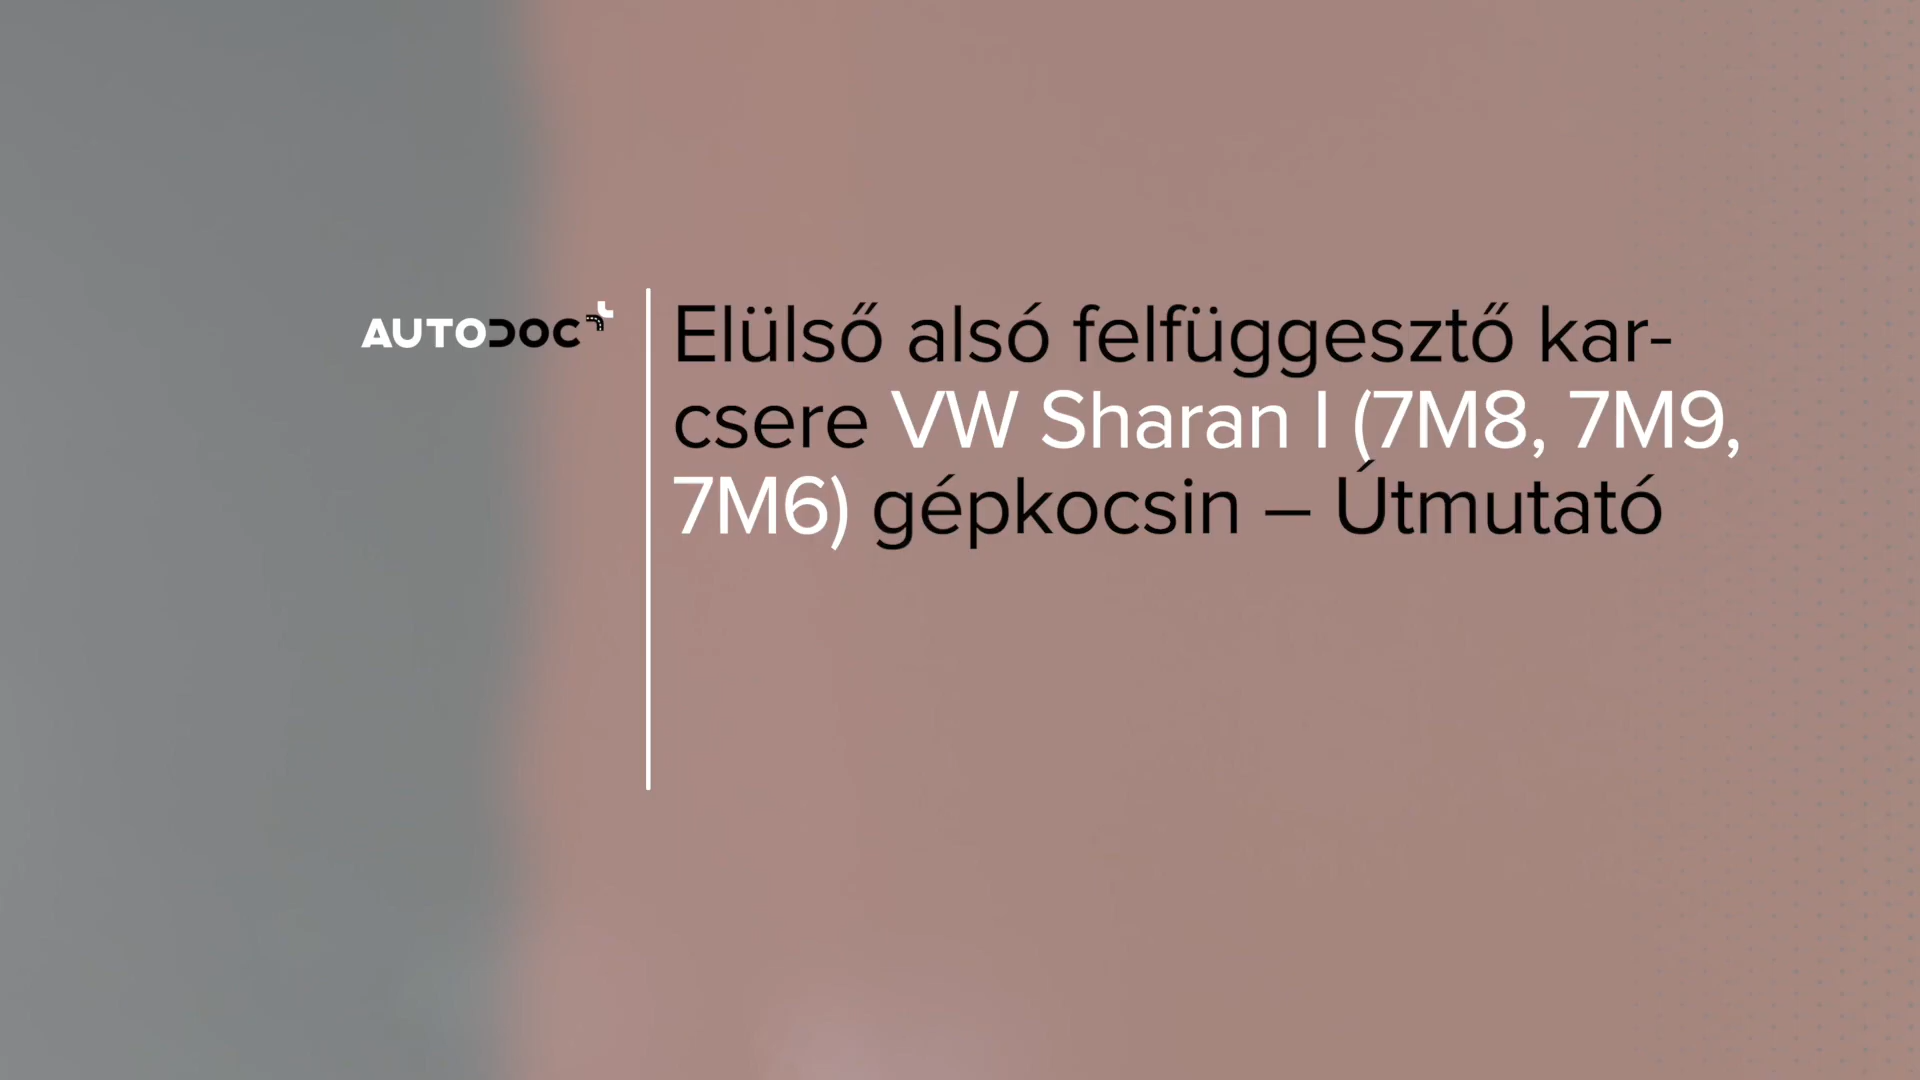 AUTODOC
Elülső alsó felfüggesztő kar-
csere VW Sharan I (7M8, 7M9,
7M6) gépkocsin – Útmutató